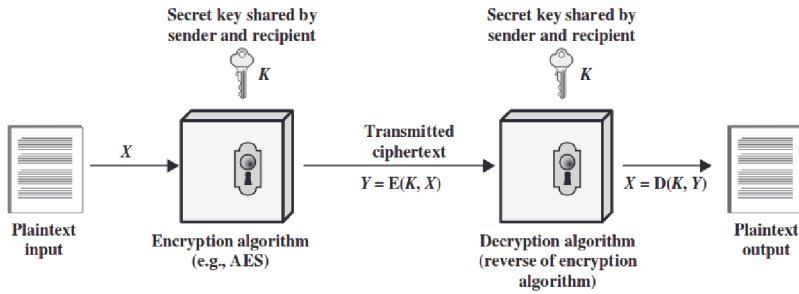 Secret key shared by
sender and recipient
K
Secret key shared by
sender and recipient
K
X
Transmitted
ciphertext
Y = E(K, X)
X = D(K, Y)
Plaintext
input
Encryption algorithm
(e.g., AES)
Decryption algorithm
(reverse of encryption
algorithm)
Plaintext
output